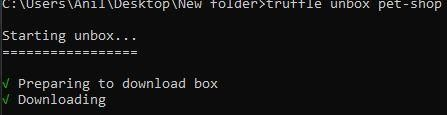 C:\Users\Anil\Desktop\New folder>truffle unbox pet-shop
Starting unbox...
=================
√ Preparing to download box
√ Downloading